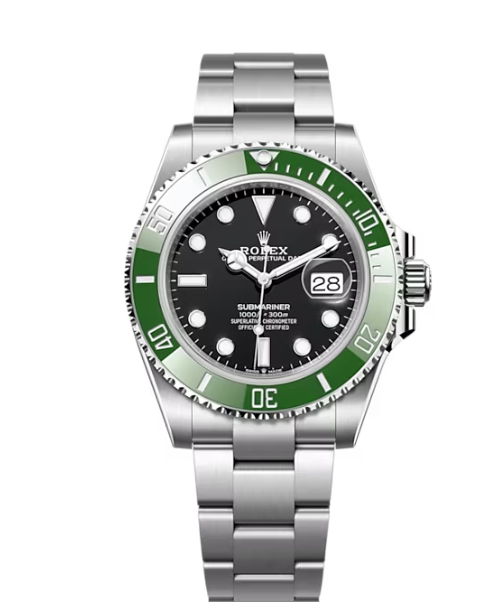 ROLEX
SUBMARINER
1000ft = 300m
SUPERLATIVE CHRONOMETER
OFFICIALLY CERTIFIED
28
10
20
30
40
50